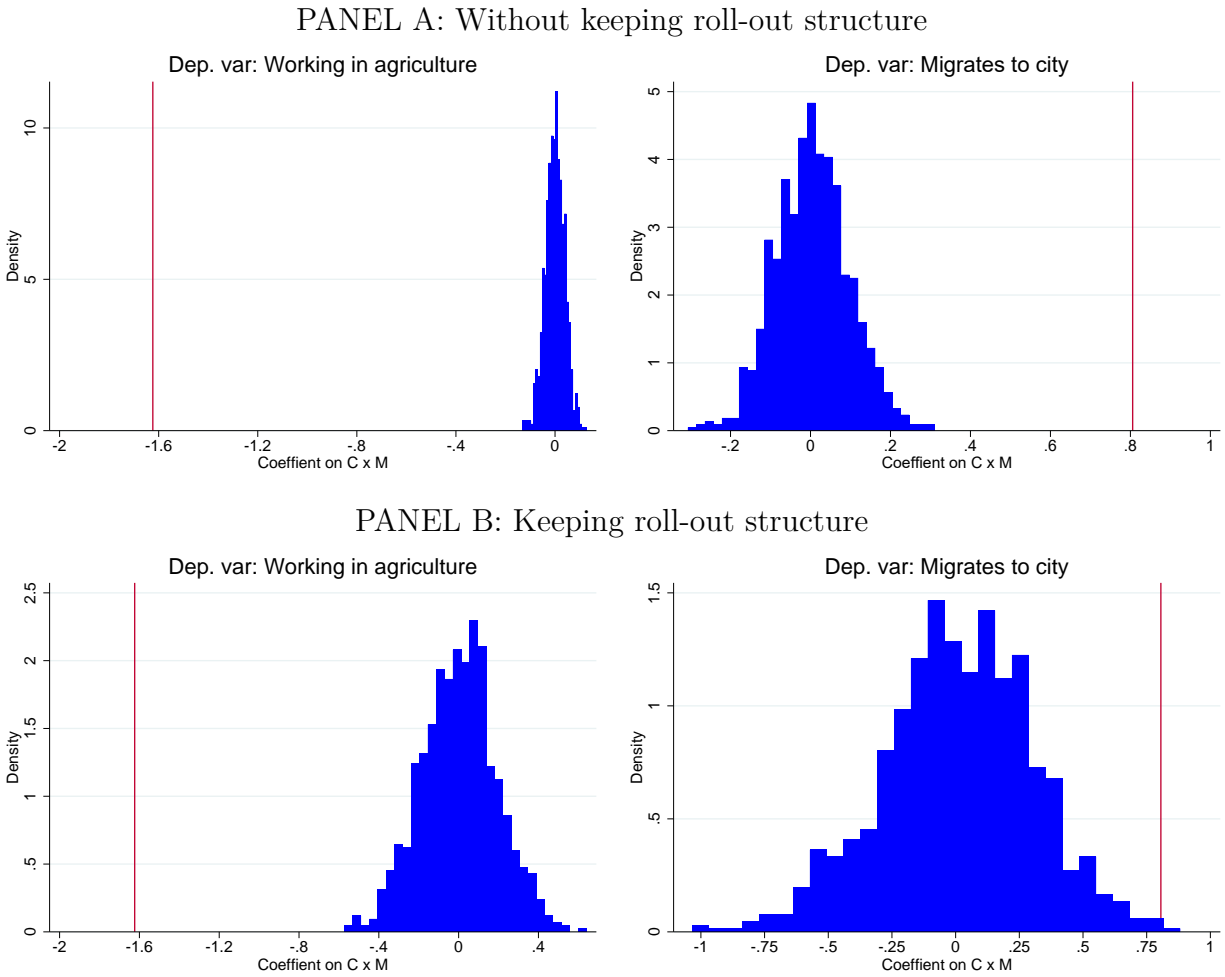 PANEL A: Without keeping roll-out structure
Dep. var: Working in agriculture
Density
0
5
10
-2 -1.6 -1.2 -.8 -.4 0
Coeffient on C x M
Dep. var: Migrates to city
Density
0
1
2
3
4
5
-.2 0 .2 .4 .6 .8 1
Coeffient on C x M
PANEL B: Keeping roll-out structure
Dep. var: Working in agriculture
Density
0
.5
1
1.5
2
2.5
-2 -1.6 -1.2 -.8 -.4 0 .4
Coeffient on C x M
Dep. var: Migrates to city
Density
0
.5
1
1.5
-1 -.75 -.5 -.25 0 .25 .5 .75 1
Coeffient on C x M